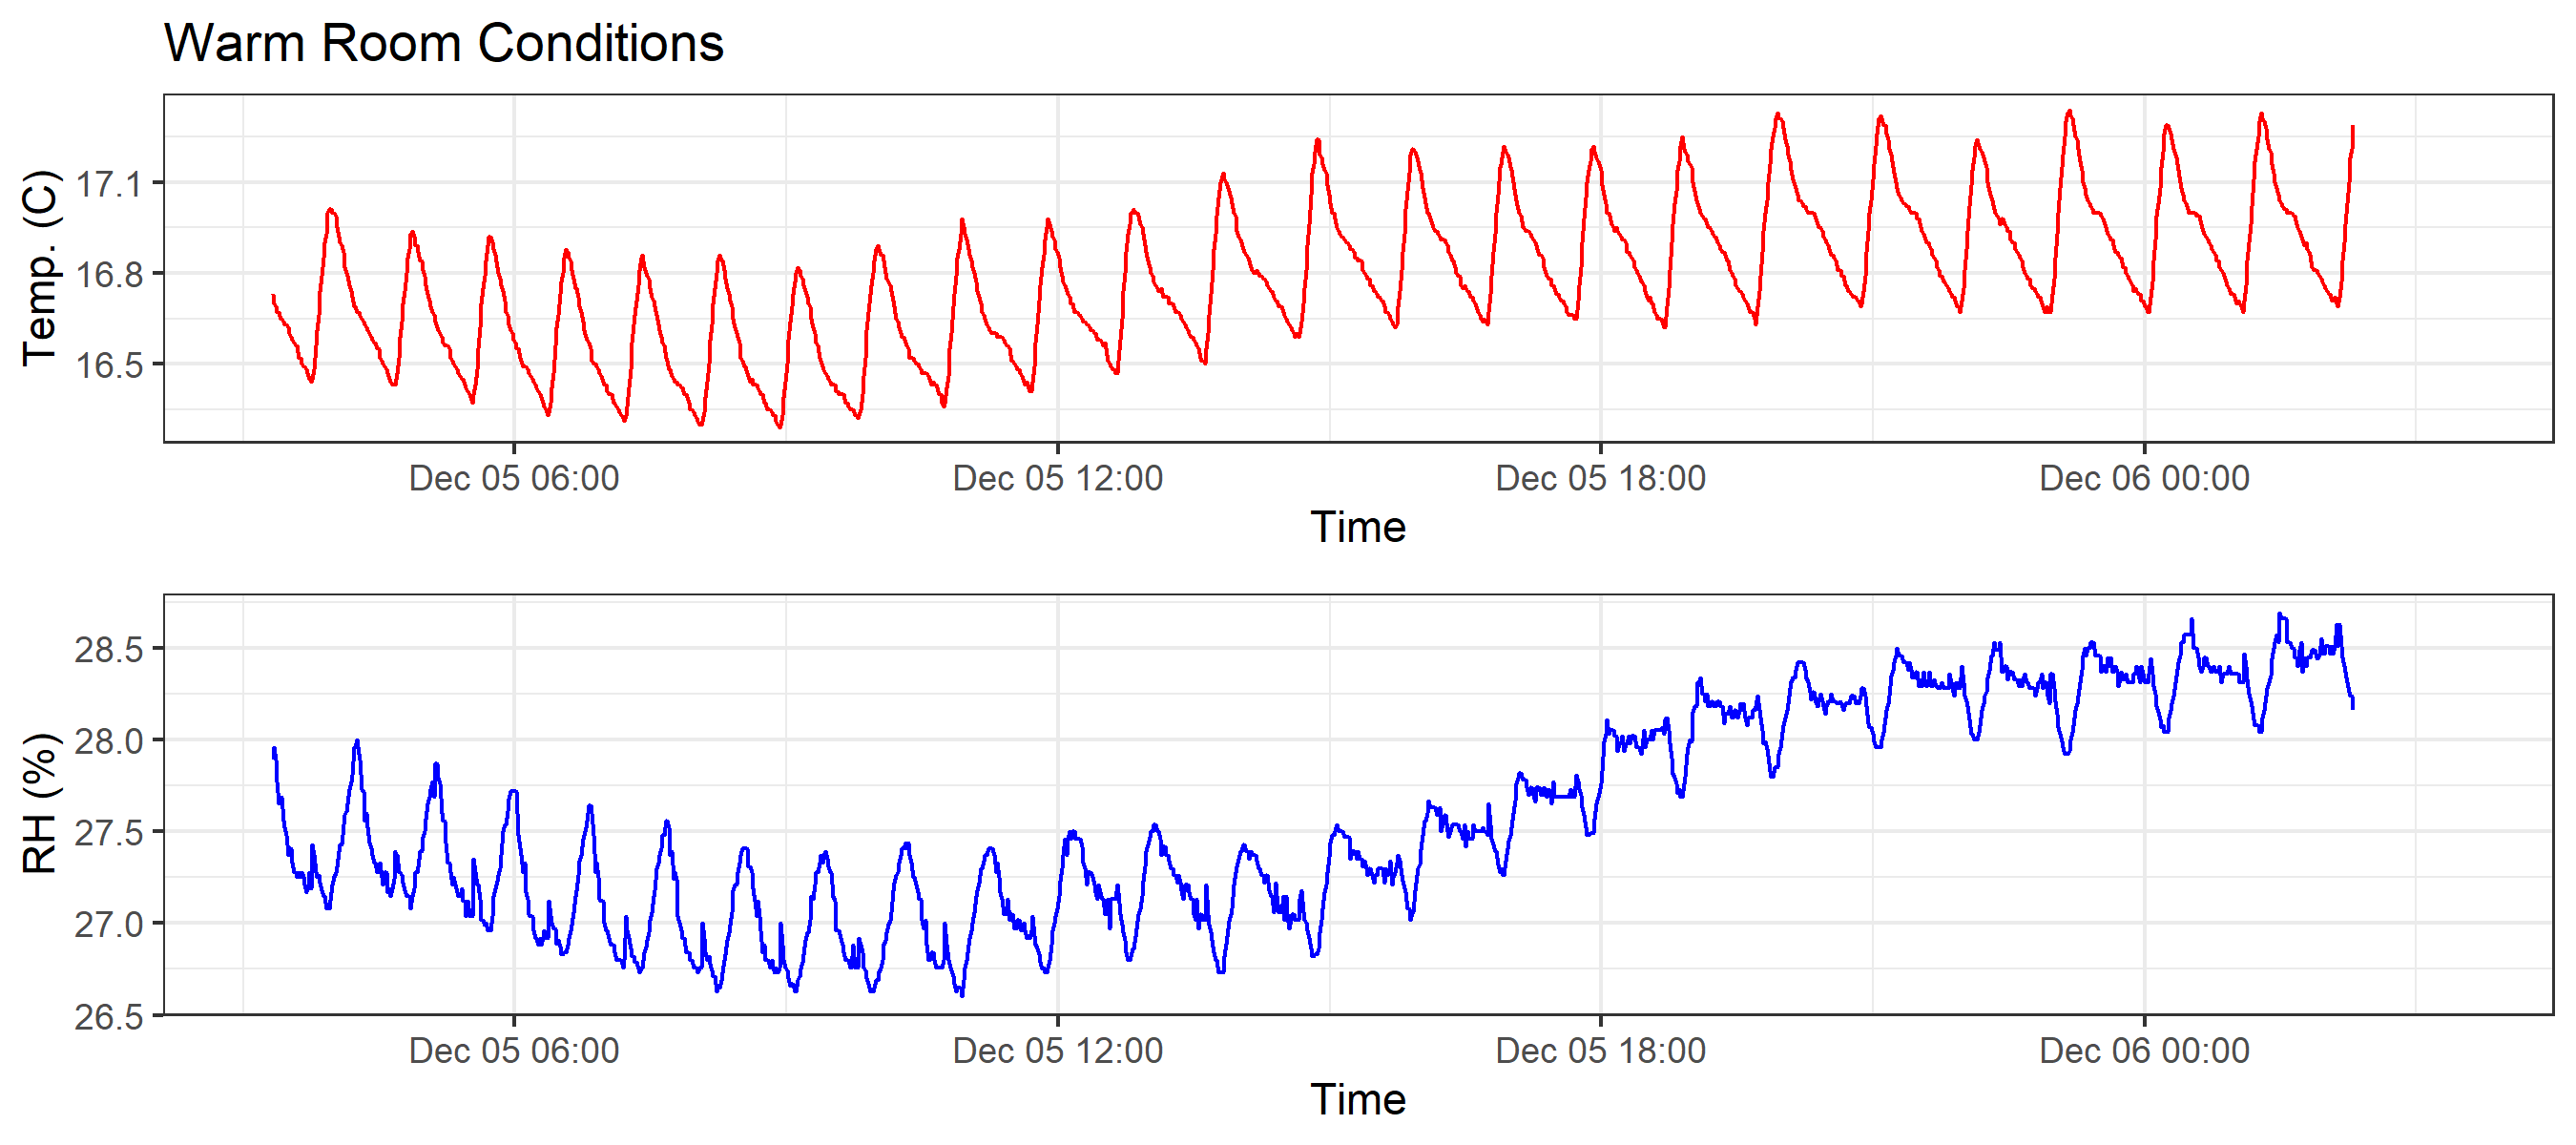 Warm Room Conditions
Temp. (C)
17.1
16.8
16.5
Dec 05 06:00 Dec 05 12:00 Dec 05 18:00 Dec 06 00:00
Time
RH (%)
28.5
28.0
27.5
27.0
26.5
Dec 05 06:00 Dec 05 12:00 Dec 05 18:00 Dec 06 00:00
Time